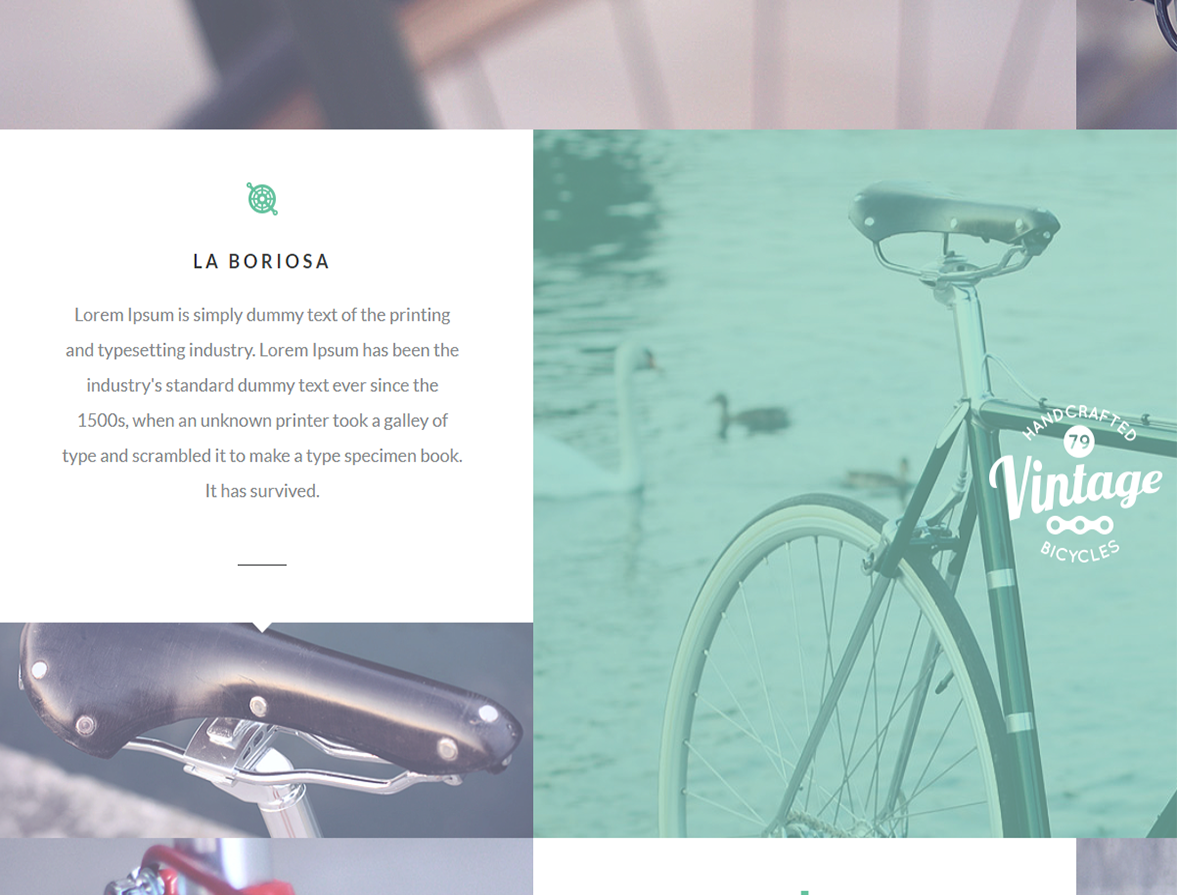 LA BORIOSA
Lorem Ipsum is simply dummy text of the printing
and typesetting industry. Lorem Ipsum has been the
industry's standard dummy text ever since the
1500s, when an unknown printer took a galley of
type and scrambled it to make a type specimen book.
It has survived.
HANDCRAFTED
79
Vintage
BICYCLES